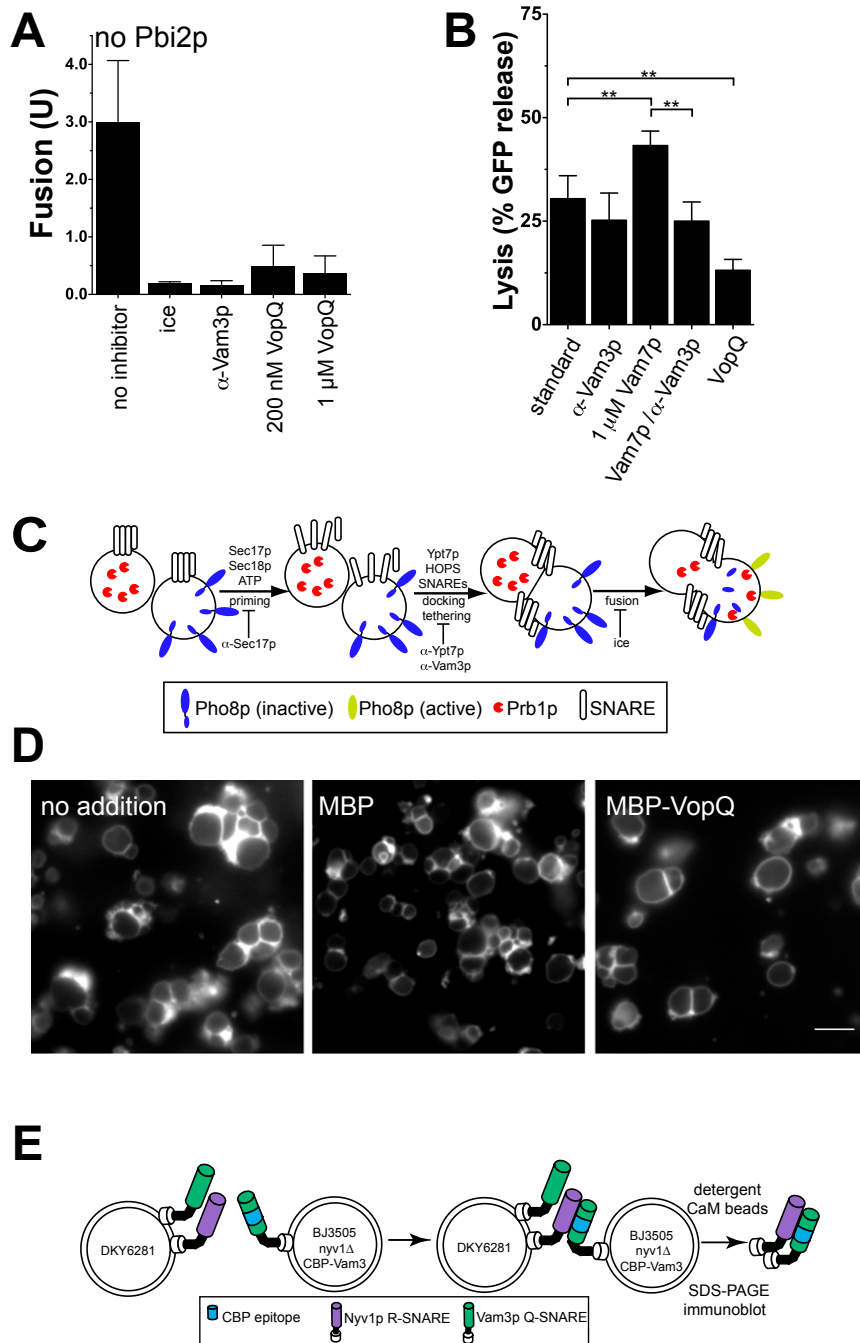 A
no Pbi2p
Fusion (U)
4.0
3.0
2.0
1.0
0.0
no inhibitor
ice
α-Vam3p
200 nM VopQ
1 µM VopQ
B
Lysis (% GFP release)
75
50
25
0
**
**
**
standard
α-Vam3p
1 µM Vam7p
Vam7p /α-Vam3p
VopQ
C
Sec17p
Sec18p
ATP
priming
α-Sec17p
Ypt7p
HOPS
SNAREs
docking
tethering
α-Ypt7p
α-Vam3p
fusion
ice
Pho8p (inactive)
Pho8p (active)
Prb1p
SNARE
D
no addition
MBP
MBP-VopQ
E
DKY6281
BJ3505
nyv1Δ
CBP-Vam3
DKY6281
BJ3505
nyv1Δ
CBP-Vam3
detergent
CaM beads
SDS-PAGE
immunoblot
CBP epitope
Nyv1p R-SNARE
Vam3p Q-SNARE